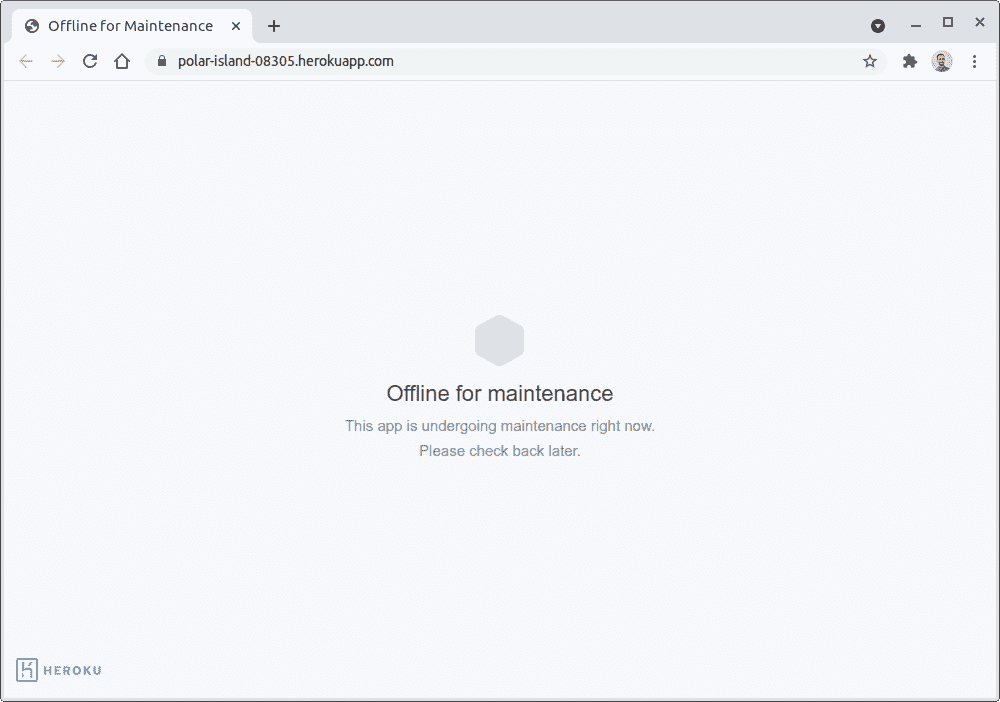 Offline for Maintenance
polar-island-08305.herokuapp.com
Offline for maintenance
This app is undergoing maintenance right now.
Please check back later.
HEROKU